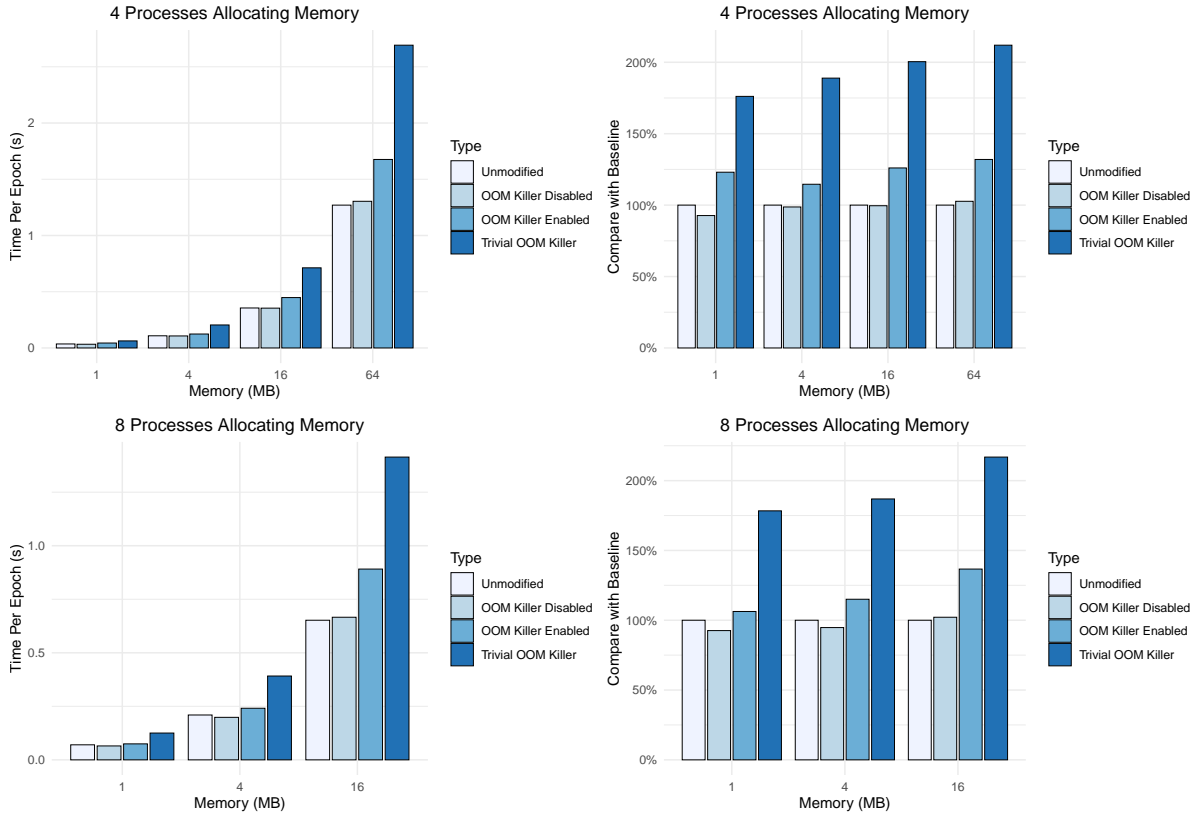 4 Processes Allocating Memory
Time Per Epoch (s)
2
1
0
1
4
16
64
Memory (MB)
Type
Unmodified
OOM Killer Disabled
OOM Killer Enabled
Trivial OOM Killer
4 Processes Allocating Memory
Compare with Baseline
200%
150%
100%
50%
0%
1
4
16
64
Memory (MB)
Type
Unmodified
OOM Killer Disabled
OOM Killer Enabled
Trivial OOM Killer
8 Processes Allocating Memory
Time Per Epoch (s)
1.0
0.5
0.0
1
4
16
Memory (MB)
Type
Unmodified
OOM Killer Disabled
OOM Killer Enabled
Trivial OOM Killer
8 Processes Allocating Memory
Compare with Baseline
200%
150%
100%
50%
0%
1
4
16
Memory (MB)
Type
Unmodified
OOM Killer Disabled
OOM Killer Enabled
Trivial OOM Killer